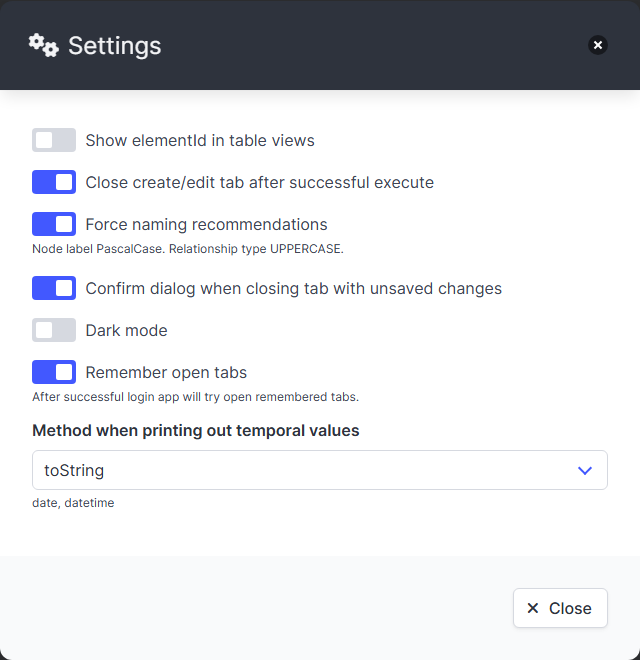 Settings
Show elementId in table views
Close create/edit tab after successful execute
Force naming recommendations
Node label PascalCase. Relationship type UPPERCASE.
Confirm dialog when closing tab with unsaved changes
Dark mode
Remember open tabs
After successful login app will try open remembered tabs.
Method when printing out temporal values
toString
date, datetime
Close